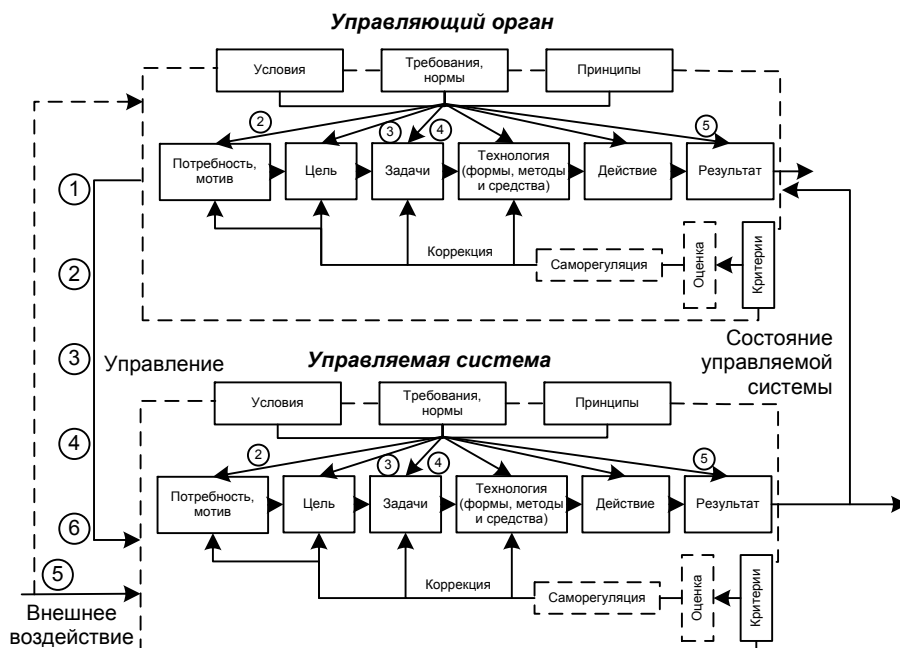 Управляющий орган
Условия
Требования,
нормы
Принципы
2
3
4
5
Потребность,
мотив
Цель
Задачи
Технология
(формы, методы
и средства)
Действие
Результат
1
2
3
4
6
5
Коррекция
Саморегуляция
Оценка
Критерии
Управление
Состояние
управляемой
системы
Управляемая система
Условия
Требования,
нормы
Принципы
2
3
4
5
Потребность,
мотив
Цель
Задачи
Технология
(формы, методы
и средства)
Действие
Результат
Коррекция
Саморегуляция
Оценка
Критерии
Внешнее
воздействие